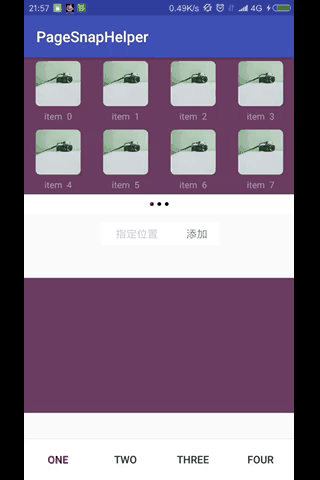 21:57 0.49K/s 4G
PageSnapHelper
item 0 item 1 item 2 item 3
item 4 item 5 item 6 item 7
指定位置 添加
ONE TWO THREE FOUR